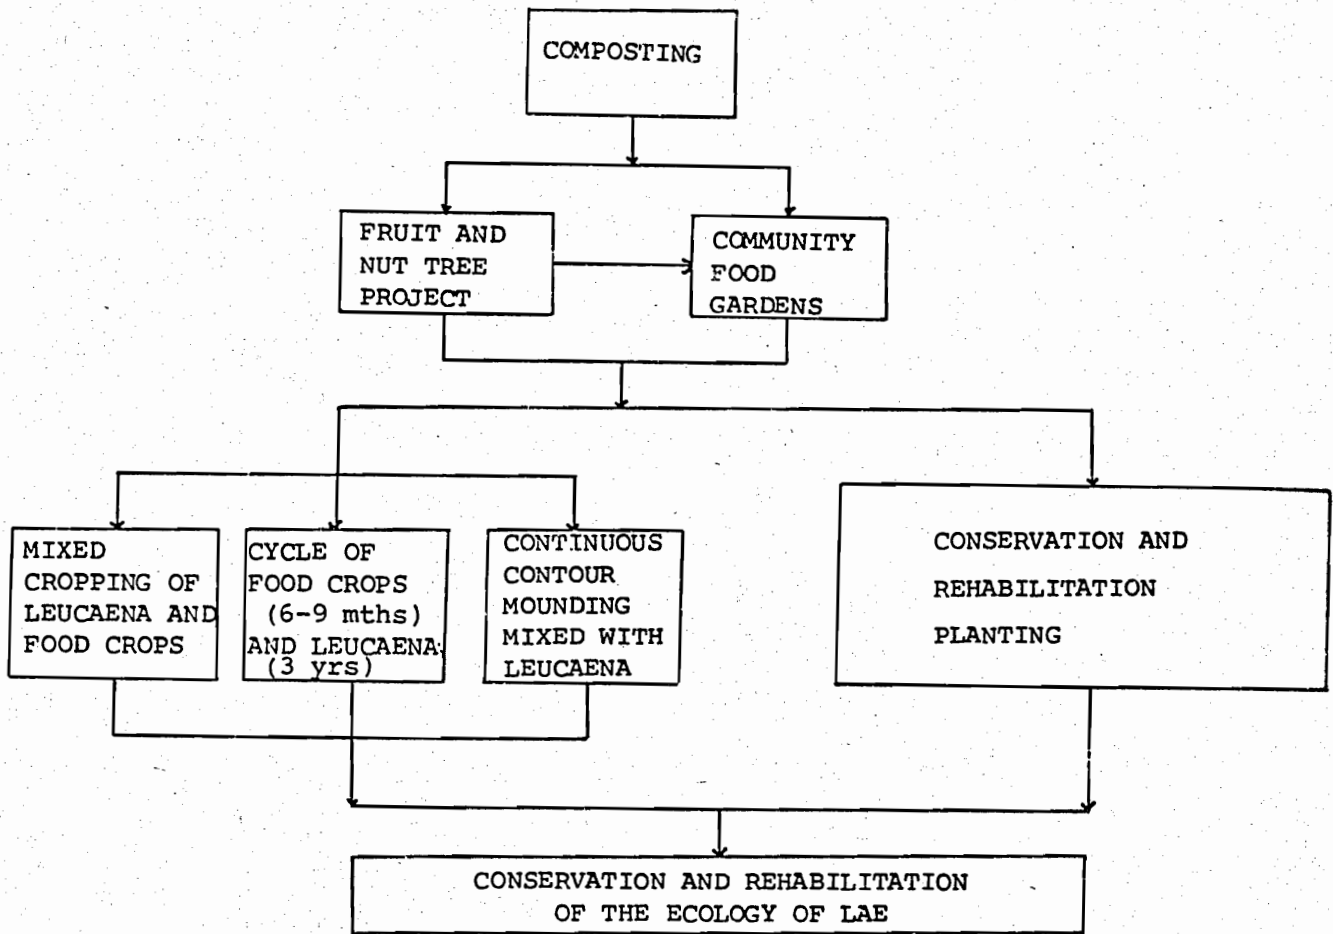 COMPOSTING
FRUIT AND
NUT TREE
PROJECT
COMMUNITY
FOOD
GARDENS
MIXED
CROPPING OF
LEUCAENA AND
FOOD CROPS
CYCLE OF
FOOD CROPS
(6-9 mths)
AND LEUCAENA
(3 yrs)
CONTINUOUS
CONTOUR
MOUNDING
MIXED WITH
LEUCAENA
CONSERVATION AND
REHABILITATION
PLANTING
CONSERVATION AND REHABILITATION
OF THE ECOLOGY OF LAE